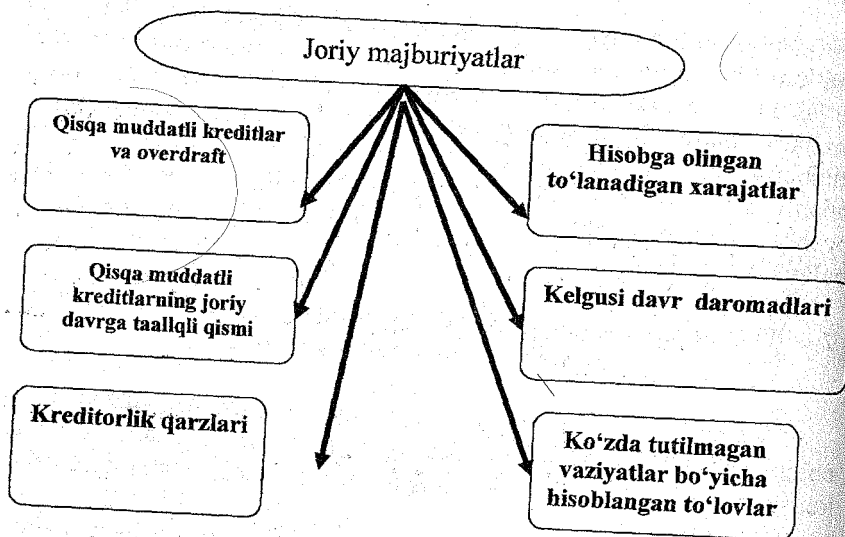 Joriy majburiyatlar
Qisqa muddatli kreditlar
va overdraft
Qisqa muddatli
kreditlarning joriy
davrga taallqli qismi
Kreditorlik qarzlari
Hisobga olingan
to‘lanadigan xarajatlar
Kelgusi davr daromadlari
Ko‘zda tutilmagan
vaziyatlar bo‘yicha
hisoblangan to‘lovlar